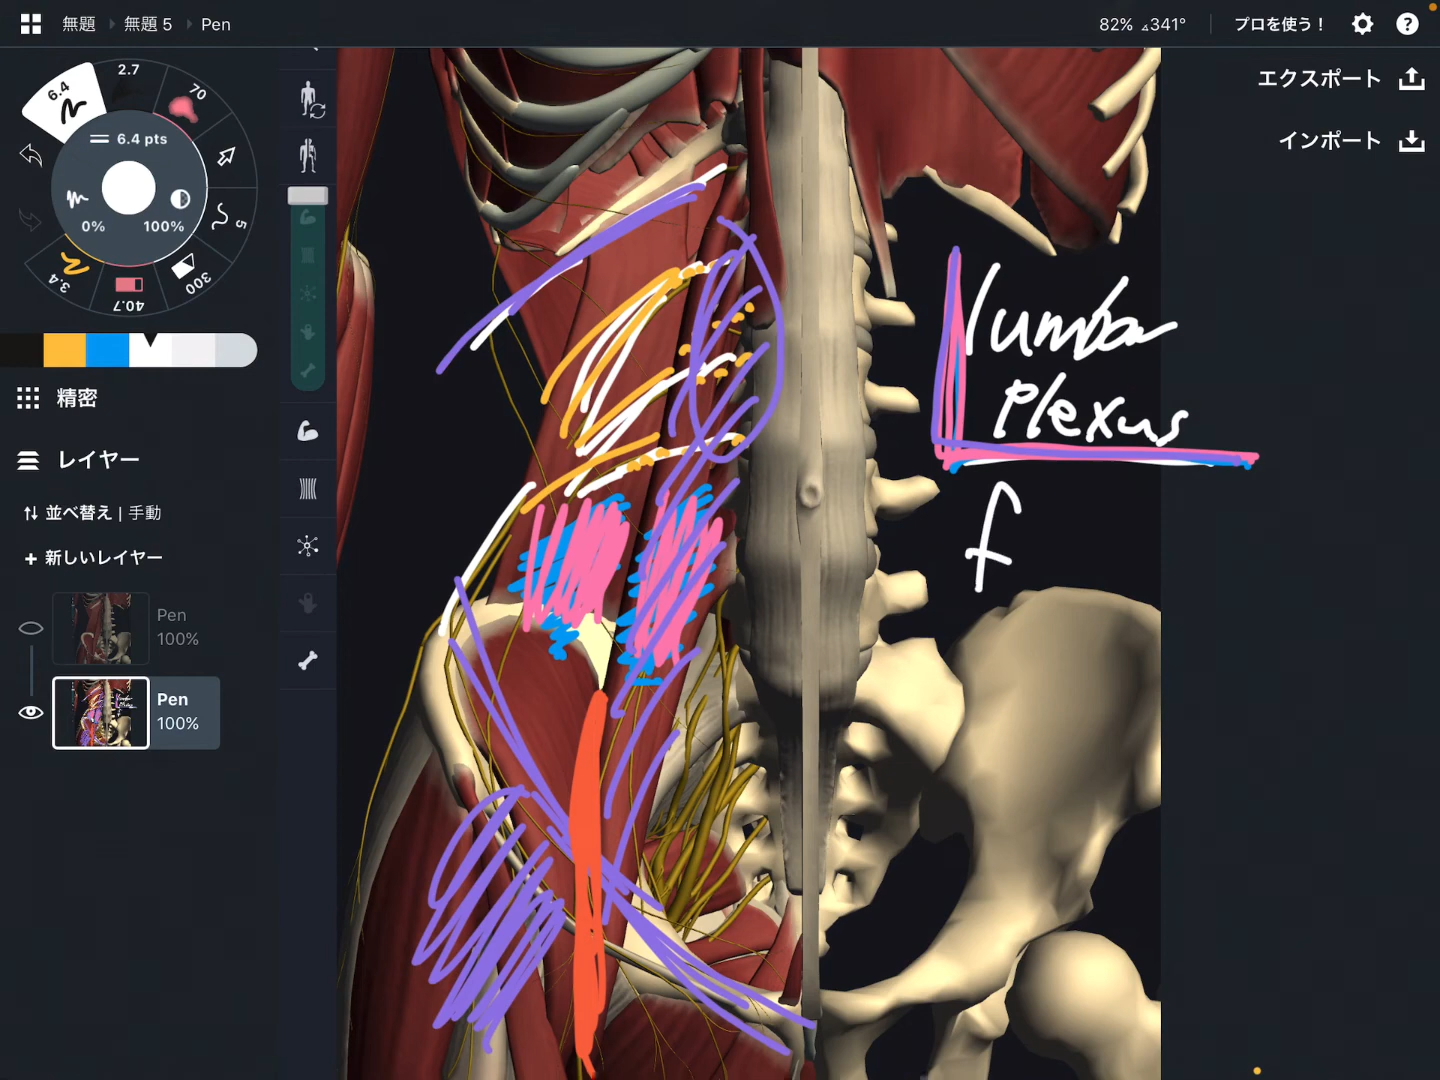 無題 無題 5 Pen
82% ⊿341°
プロを使う！
エクスポート
インポート
2.7
6.4
70
6.4 pts
0% 100%
5
300
40.7
3.4
精密
レイヤー
並べ替え | 手動
+ 新しいレイヤー
Pen
100%
Pen
100%
lumbar
plexus
f